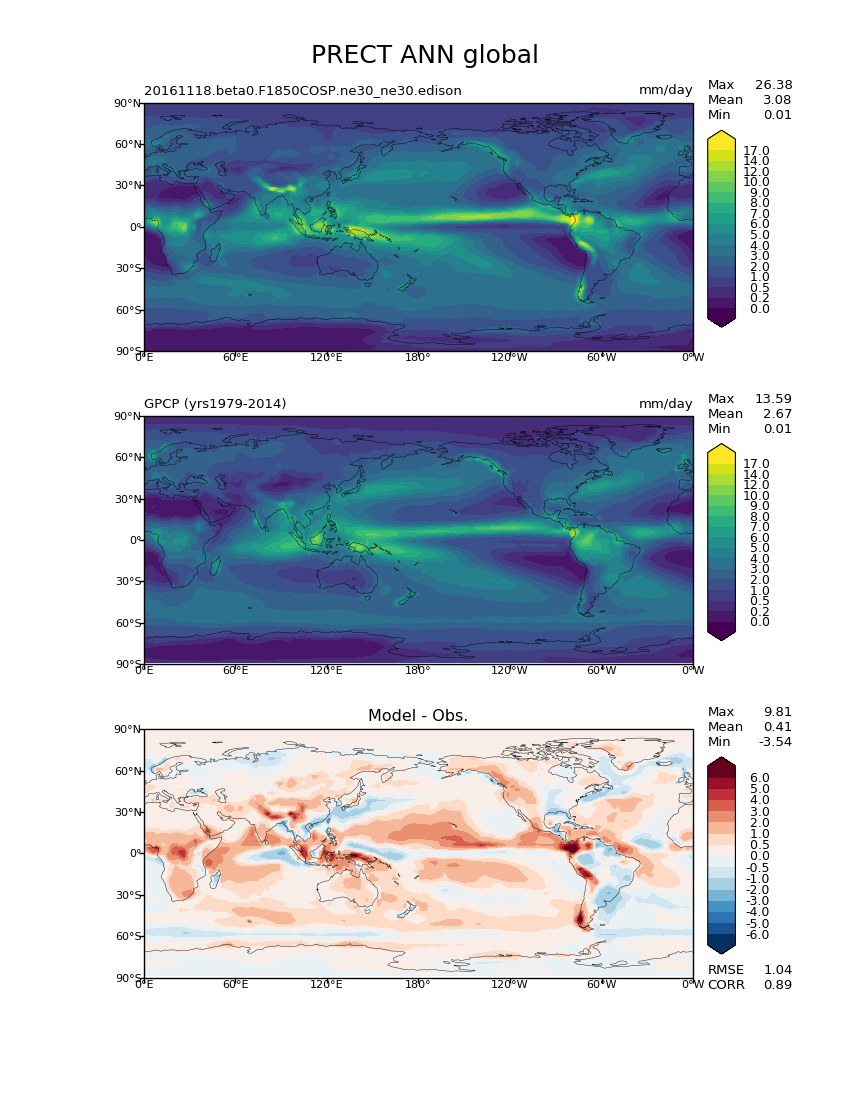 PRECT ANN global
20161118.beta0.F1850COSP.ne30_ne30.edison
mm/day
Max 26.38
Mean 3.08
Min 0.01
90°N
60°N
30°N
0°
30°S
60°S
90°S
0°E 60°E 120°E 180° 120°W 60°W 0°W
17.0
14.0
12.0
10.0
9.0
8.0
7.0
6.0
5.0
4.0
3.0
2.0
1.0
0.5
0.2
0.0
GPCP (yrs1979-2014)
mm/day
Max 13.59
Mean 2.67
Min 0.01
90°N
60°N
30°N
0°
30°S
60°S
90°S
0°E 60°E 120°E 180° 120°W 60°W 0°W
17.0
14.0
12.0
10.0
9.0
8.0
7.0
6.0
5.0
4.0
3.0
2.0
1.0
0.5
0.2
0.0
Model - Obs.
Max 9.81
Mean 0.41
Min -3.54
90°N
60°N
30°N
0°
30°S
60°S
90°S
0°E 60°E 120°E 180° 120°W 60°W 0°W
6.0
5.0
4.0
3.0
2.0
1.0
0.5
0.0
-0.5
-1.0
-2.0
-3.0
-4.0
-5.0
-6.0
RMSE 1.04
CORR 0.89